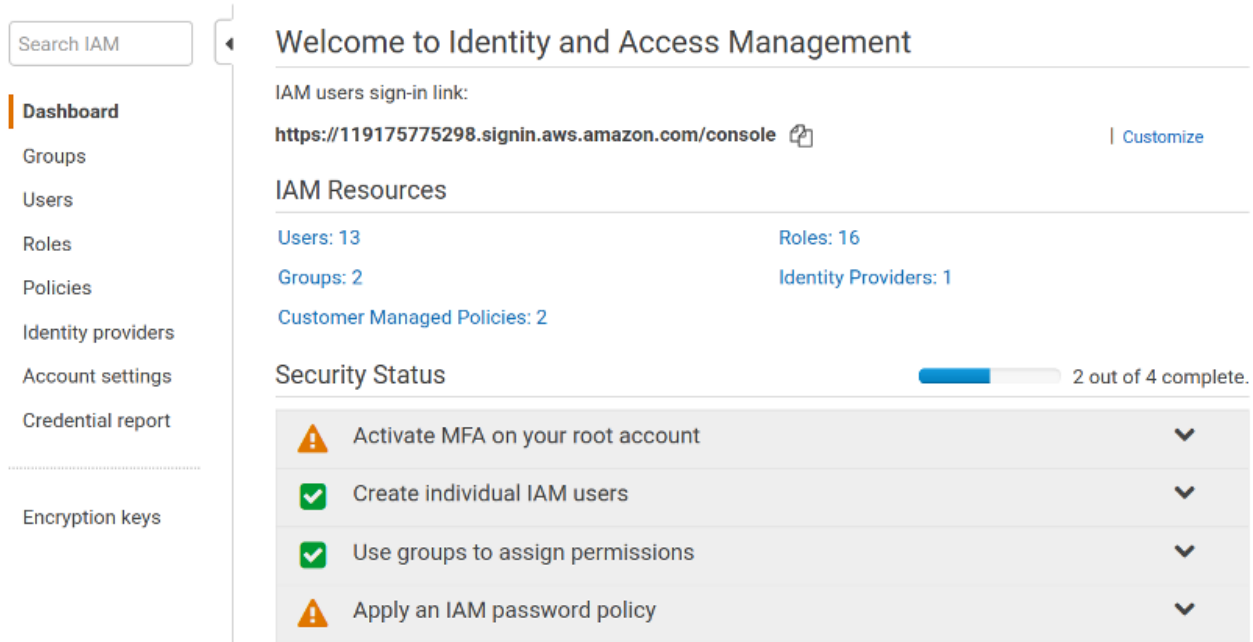 Search IAM
Dashboard
Groups
Users
Roles
Policies
Identity providers
Account settings
Credential report
Encryption keys
Welcome to Identity and Access Management
IAM users sign-in link:
https://119175775298.signin.aws.amazon.com/console
| Customize
IAM Resources
Users: 13
Roles: 16
Groups: 2
Identity Providers: 1
Customer Managed Policies: 2
Security Status
2 out of 4 complete.
Activate MFA on your root account
Create individual IAM users
Use groups to assign permissions
Apply an IAM password policy